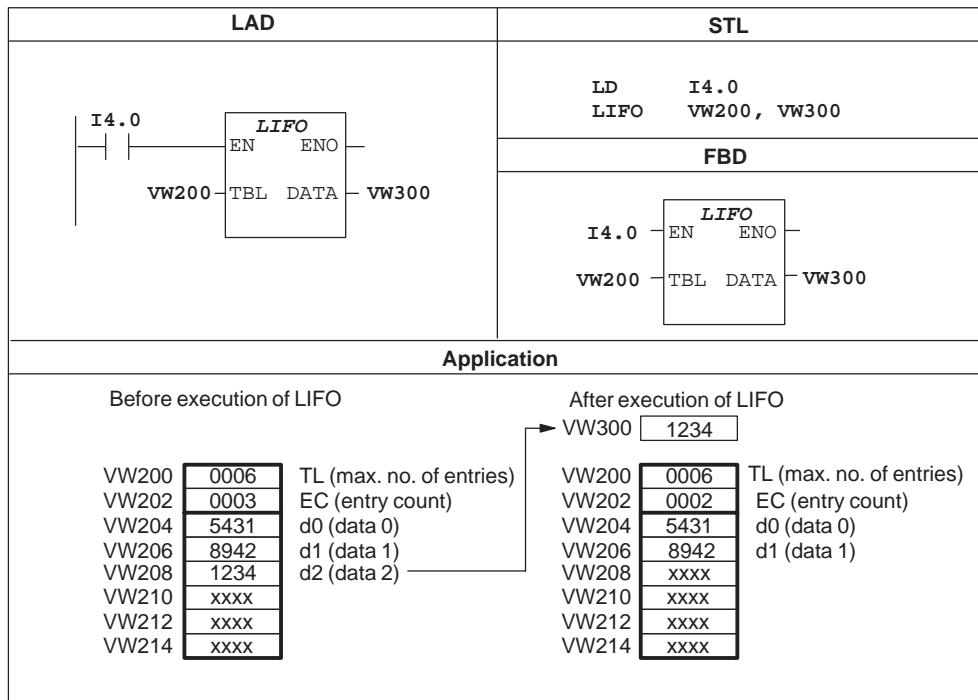 LAD
STL
I4.0
LIFO
EN ENO
VW200 TBL DATA VW300
LD I4.0
LIFO VW200, VW300
FBD
LIFO
I4.0 EN ENO
VW200 TBL DATA VW300
Application
Before execution of LIFO
VW200 0006 TL (max. no. of entries)
VW202 0003 EC (entry count)
VW204 5431 d0 (data 0)
VW206 8942 d1 (data 1)
VW208 1234 d2 (data 2)
VW210 xxxx
VW212 xxxx
VW214 xxxx
After execution of LIFO
VW300 1234
VW200 0006 TL (max. no. of entries)
VW202 0002 EC (entry count)
VW204 5431 d0 (data 0)
VW206 8942 d1 (data 1)
VW208 xxxx
VW210 xxxx
VW212 xxxx
VW214 xxxx